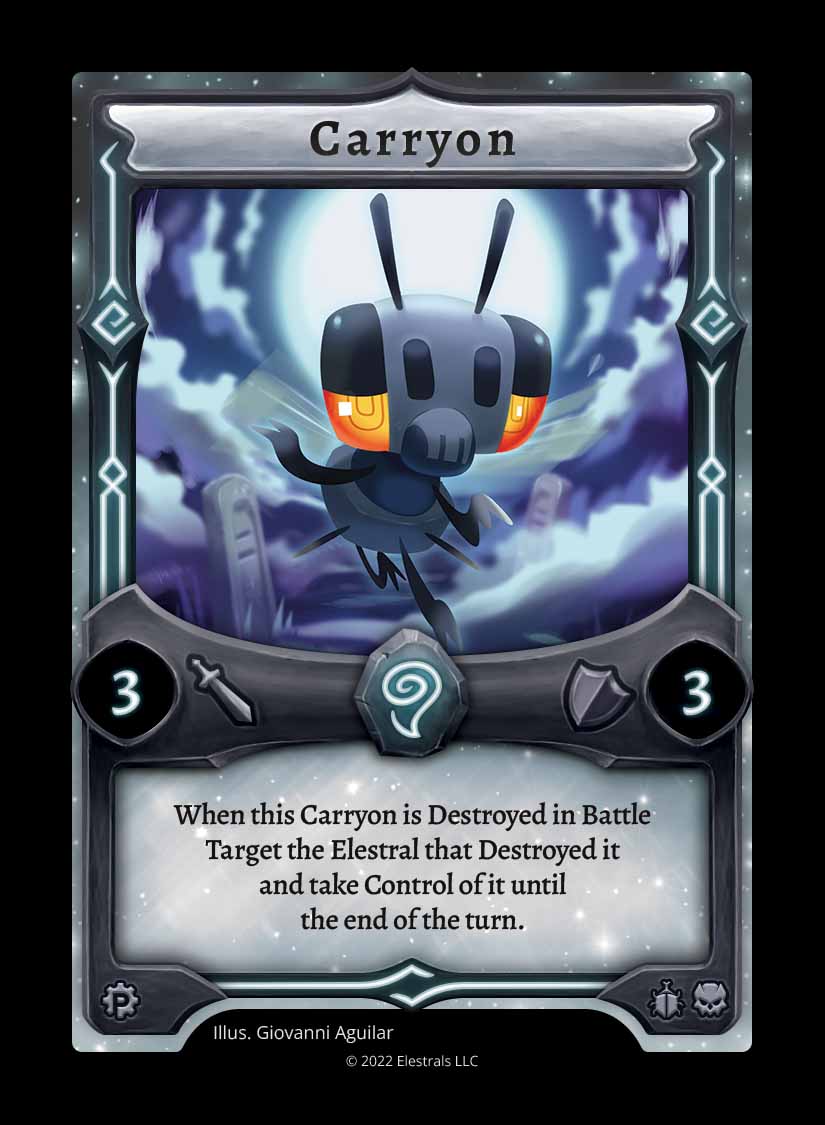 Carryon
3
3
When this Carryon is Destroyed in Battle
Target the Elestral that Destroyed it
and take Control of it until
the end of the turn.
P
Illus. Giovanni Aguilar
© 2022 Elestrals LLC